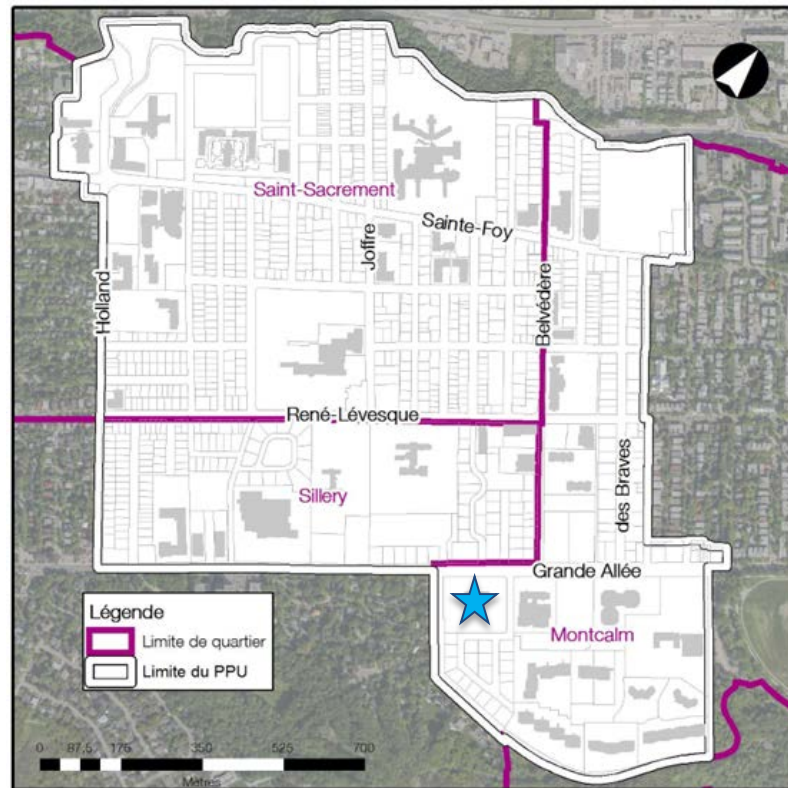 Saint-Sacrement
Sainte-Foy
Joffre
Holland
Belvédère
René-Lévesque
Sillery
des Braves
Grande Allée
Montcalm
Légende
Limite de quartier
Limite du PPU
0 87,5 175 350 525 700
Mètres